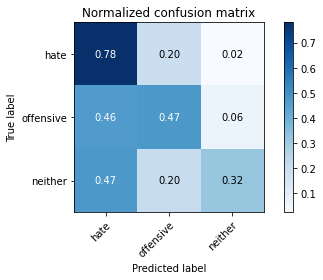 Normalized confusion matrix
hate 0.78 0.20 0.02
offensive 0.46 0.47 0.06
neither 0.47 0.20 0.32
hate offensive neither
True label
Predicted label
0.7
0.6
0.5
0.4
0.3
0.2
0.1